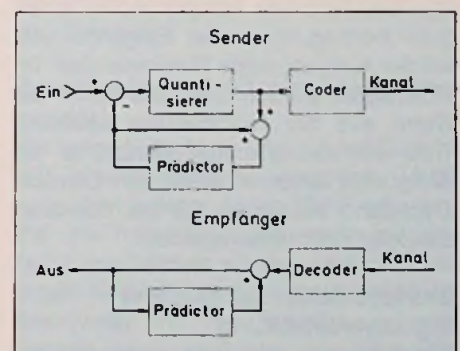 Sender
Ein
Quanti-
sierer
Coder
Kanal
+
-
+
+
Prädictor
Empfänger
Aus
Decoder
Kanal
+
Prädictor